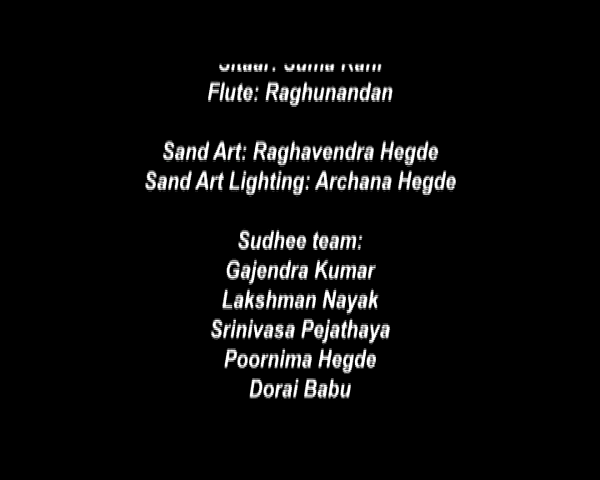 Flute: Raghunandan
Sand Art: Raghavendra Hegde
Sand Art Lighting: Archana Hegde
Sudhee team:
Gajendra Kumar
Lakshman Nayak
Srinivasa Pejathaya
Poornima Hegde
Dorai Babu